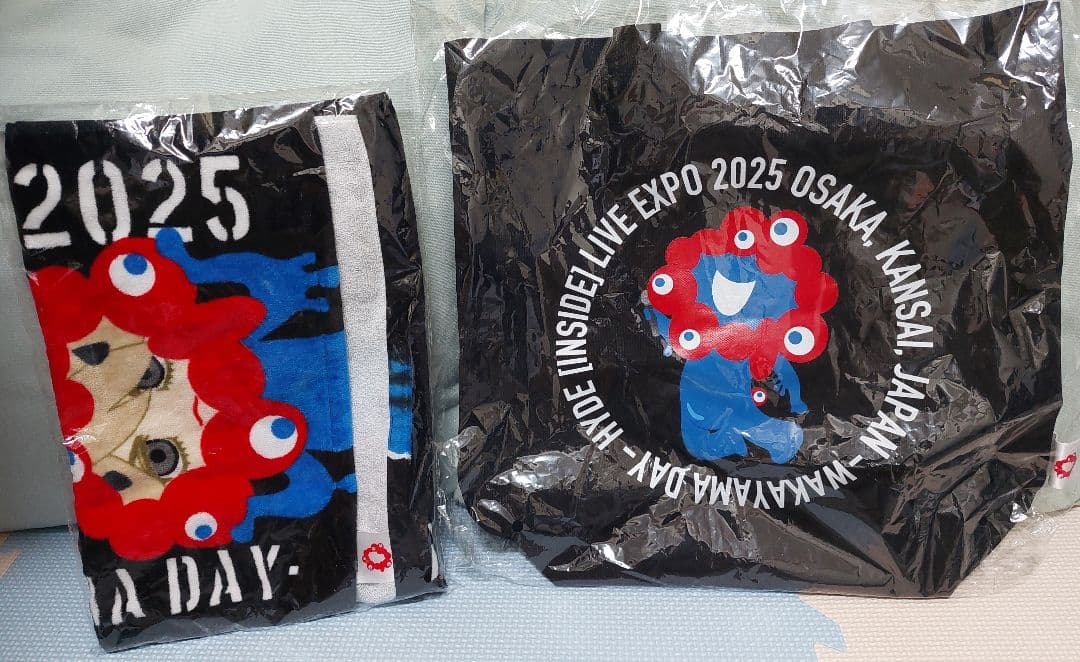 2025
A DAY-
HYDE [INSIDE] LIVE EXPO 2025 OSAKA, KANSAI, JAPAN -WAKAYAMA DAY-